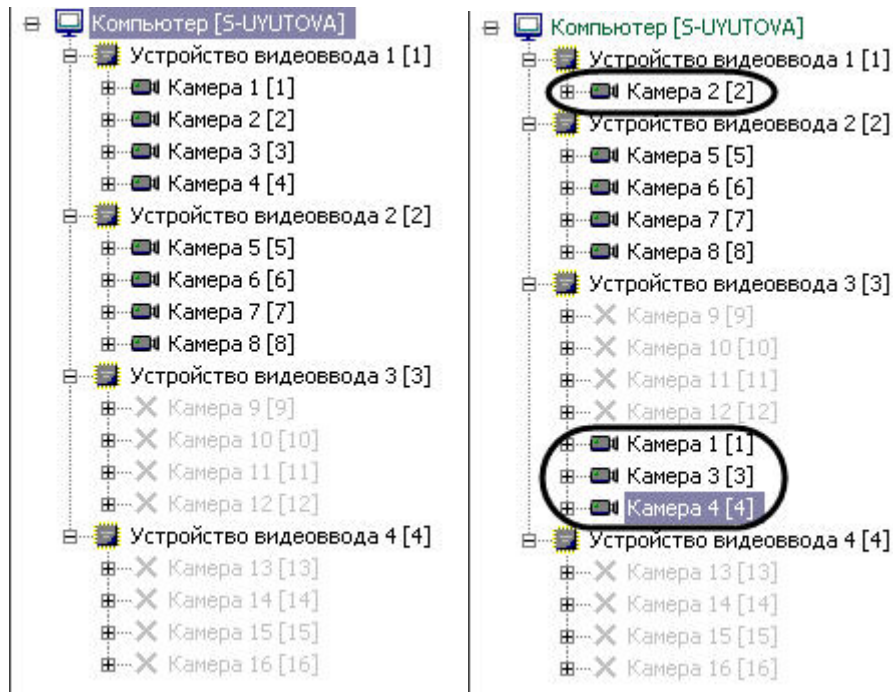 Компьютер [S-UYUTOVA]
Устройство видеоввода 1 [1]
Камера 1 [1]
Камера 2 [2]
Камера 3 [3]
Камера 4 [4]
Устройство видеоввода 2 [2]
Камера 5 [5]
Камера 6 [6]
Камера 7 [7]
Камера 8 [8]
Устройство видеоввода 3 [3]
Камера 9 [9]
Камера 10 [10]
Камера 11 [11]
Камера 12 [12]
Устройство видеоввода 4 [4]
Камера 13 [13]
Камера 14 [14]
Камера 15 [15]
Камера 16 [16]
Компьютер [S-UYUTOVA]
Устройство видеоввода 1 [1]
Камера 2 [2]
Устройство видеоввода 2 [2]
Камера 5 [5]
Камера 6 [6]
Камера 7 [7]
Камера 8 [8]
Устройство видеоввода 3 [3]
Камера 9 [9]
Камера 10 [10]
Камера 11 [11]
Камера 12 [12]
Камера 1 [1]
Камера 3 [3]
Камера 4 [4]
Устройство видеоввода 4 [4]
Камера 13 [13]
Камера 14 [14]
Камера 15 [15]
Камера 16 [16]